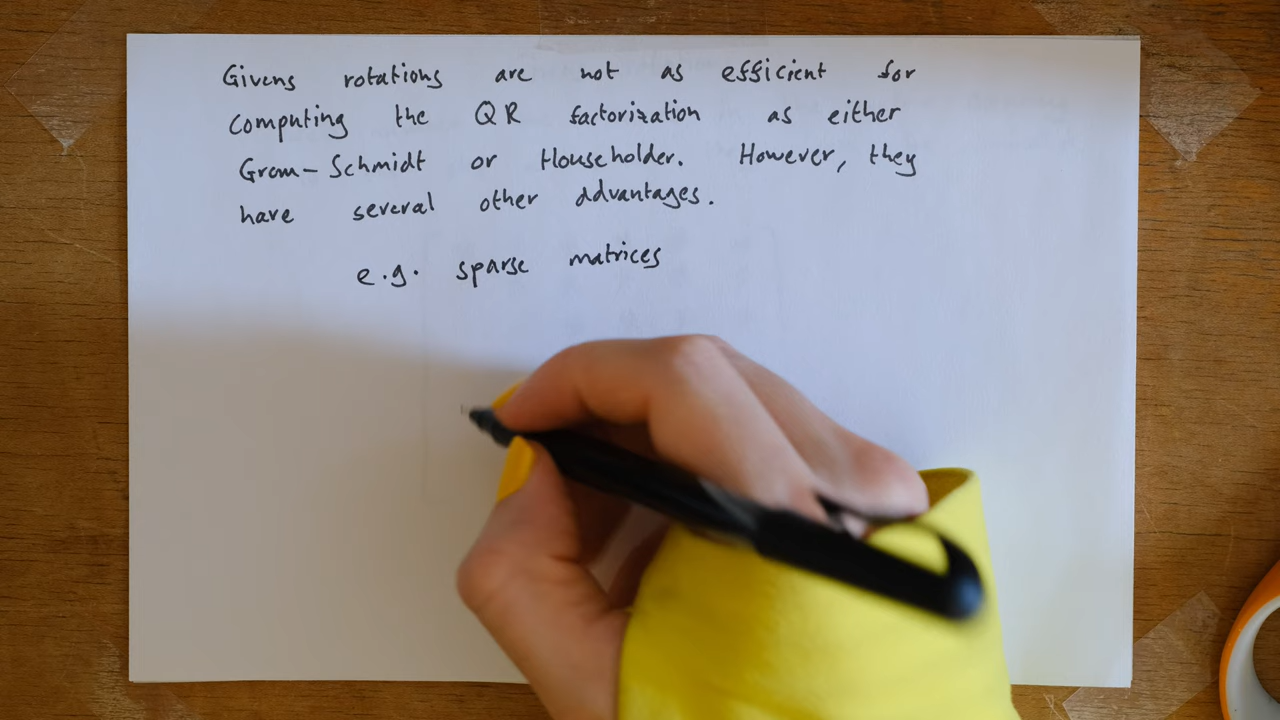 Givens rotations are not as efficient for
computing the QR factorization as either
Gram-Schmidt or Householder. However, they
have several other advantages.
e.g. sparse matrices